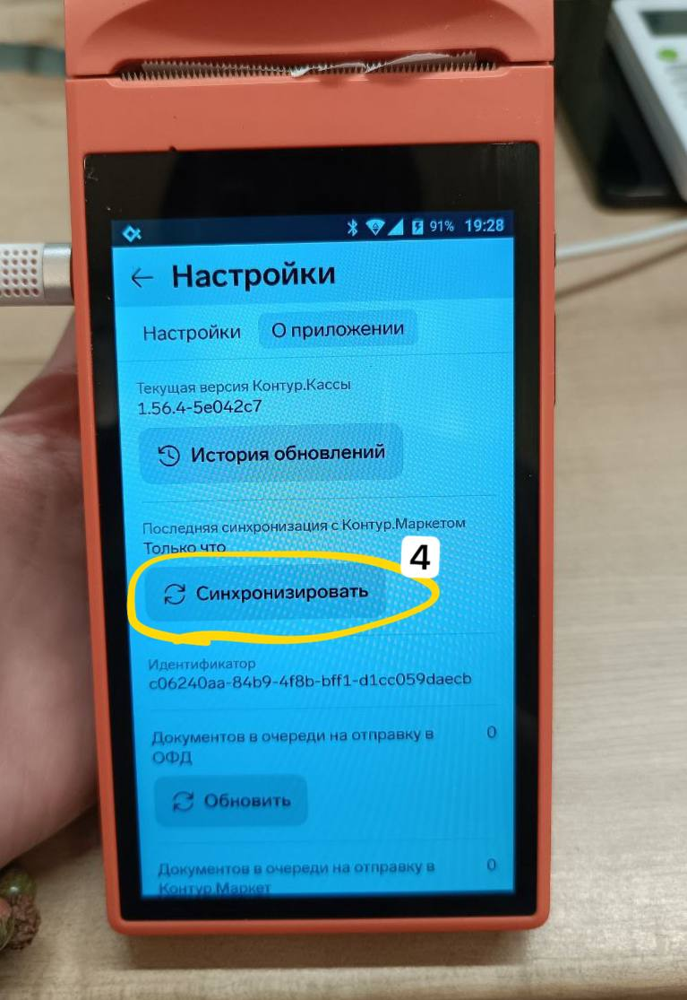 91% 19:28
Настройки
Настройки О приложении
Текущая версия Контур.Кассы
1.56.4-5e042c7
История обновлений
Последняя синхронизация с Контур.Маркетом
Только что
4
Синхронизировать
Идентификатор
c06240aa-84b9-4f8b-bff1-d1cc059daecb
Документов в очереди на отправку в 0
ОФД
Обновить
Документов в очереди на отправку в 0
Контур.Маркет